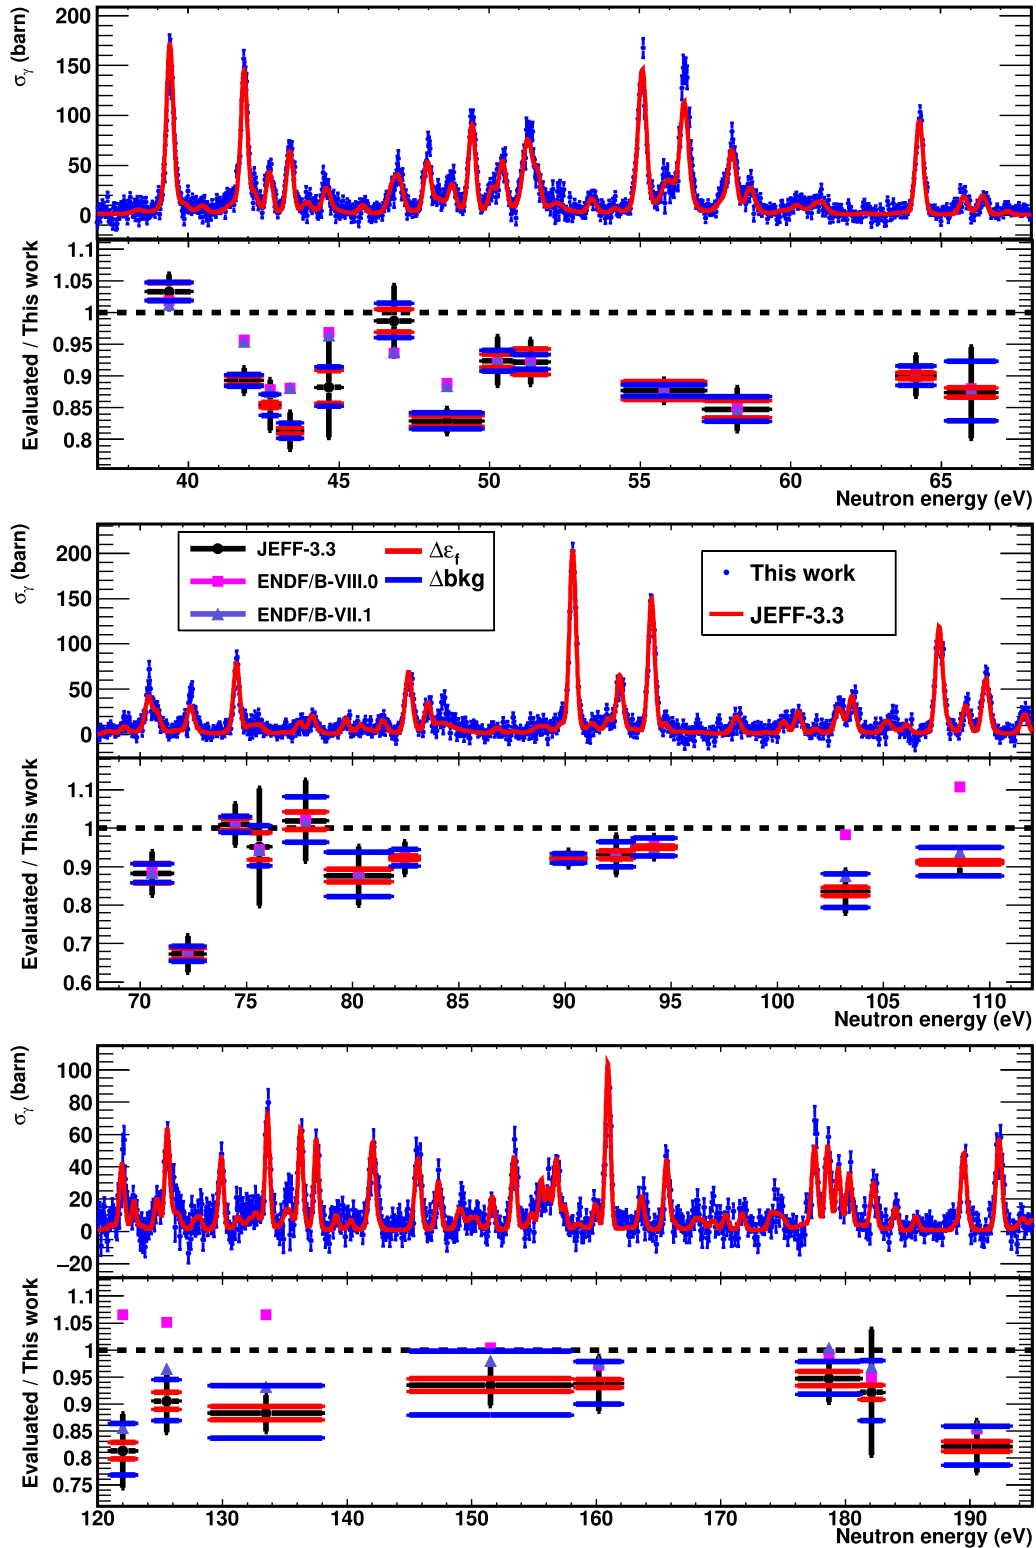 σγ (barn)
200
150
100
50
0
Evaluated / This work
1.1
1.05
1
0.95
0.9
0.85
0.8
40 45 50 55 60 65
Neutron energy (eV)
σγ (barn)
200
150
100
50
0
JEFF-3.3 Δεf
ENDF/B-VIII.0 Δbkg
ENDF/B-VII.1
This work
JEFF-3.3
Evaluated / This work
1.1
1
0.9
0.8
0.7
0.6
70 75 80 85 90 95 100 105 110
Neutron energy (eV)
σγ (barn)
100
80
60
40
20
0
−20
Evaluated / This work
1.1
1.05
1
0.95
0.9
0.85
0.8
0.75
120 130 140 150 160 170 180 190
Neutron energy (eV)